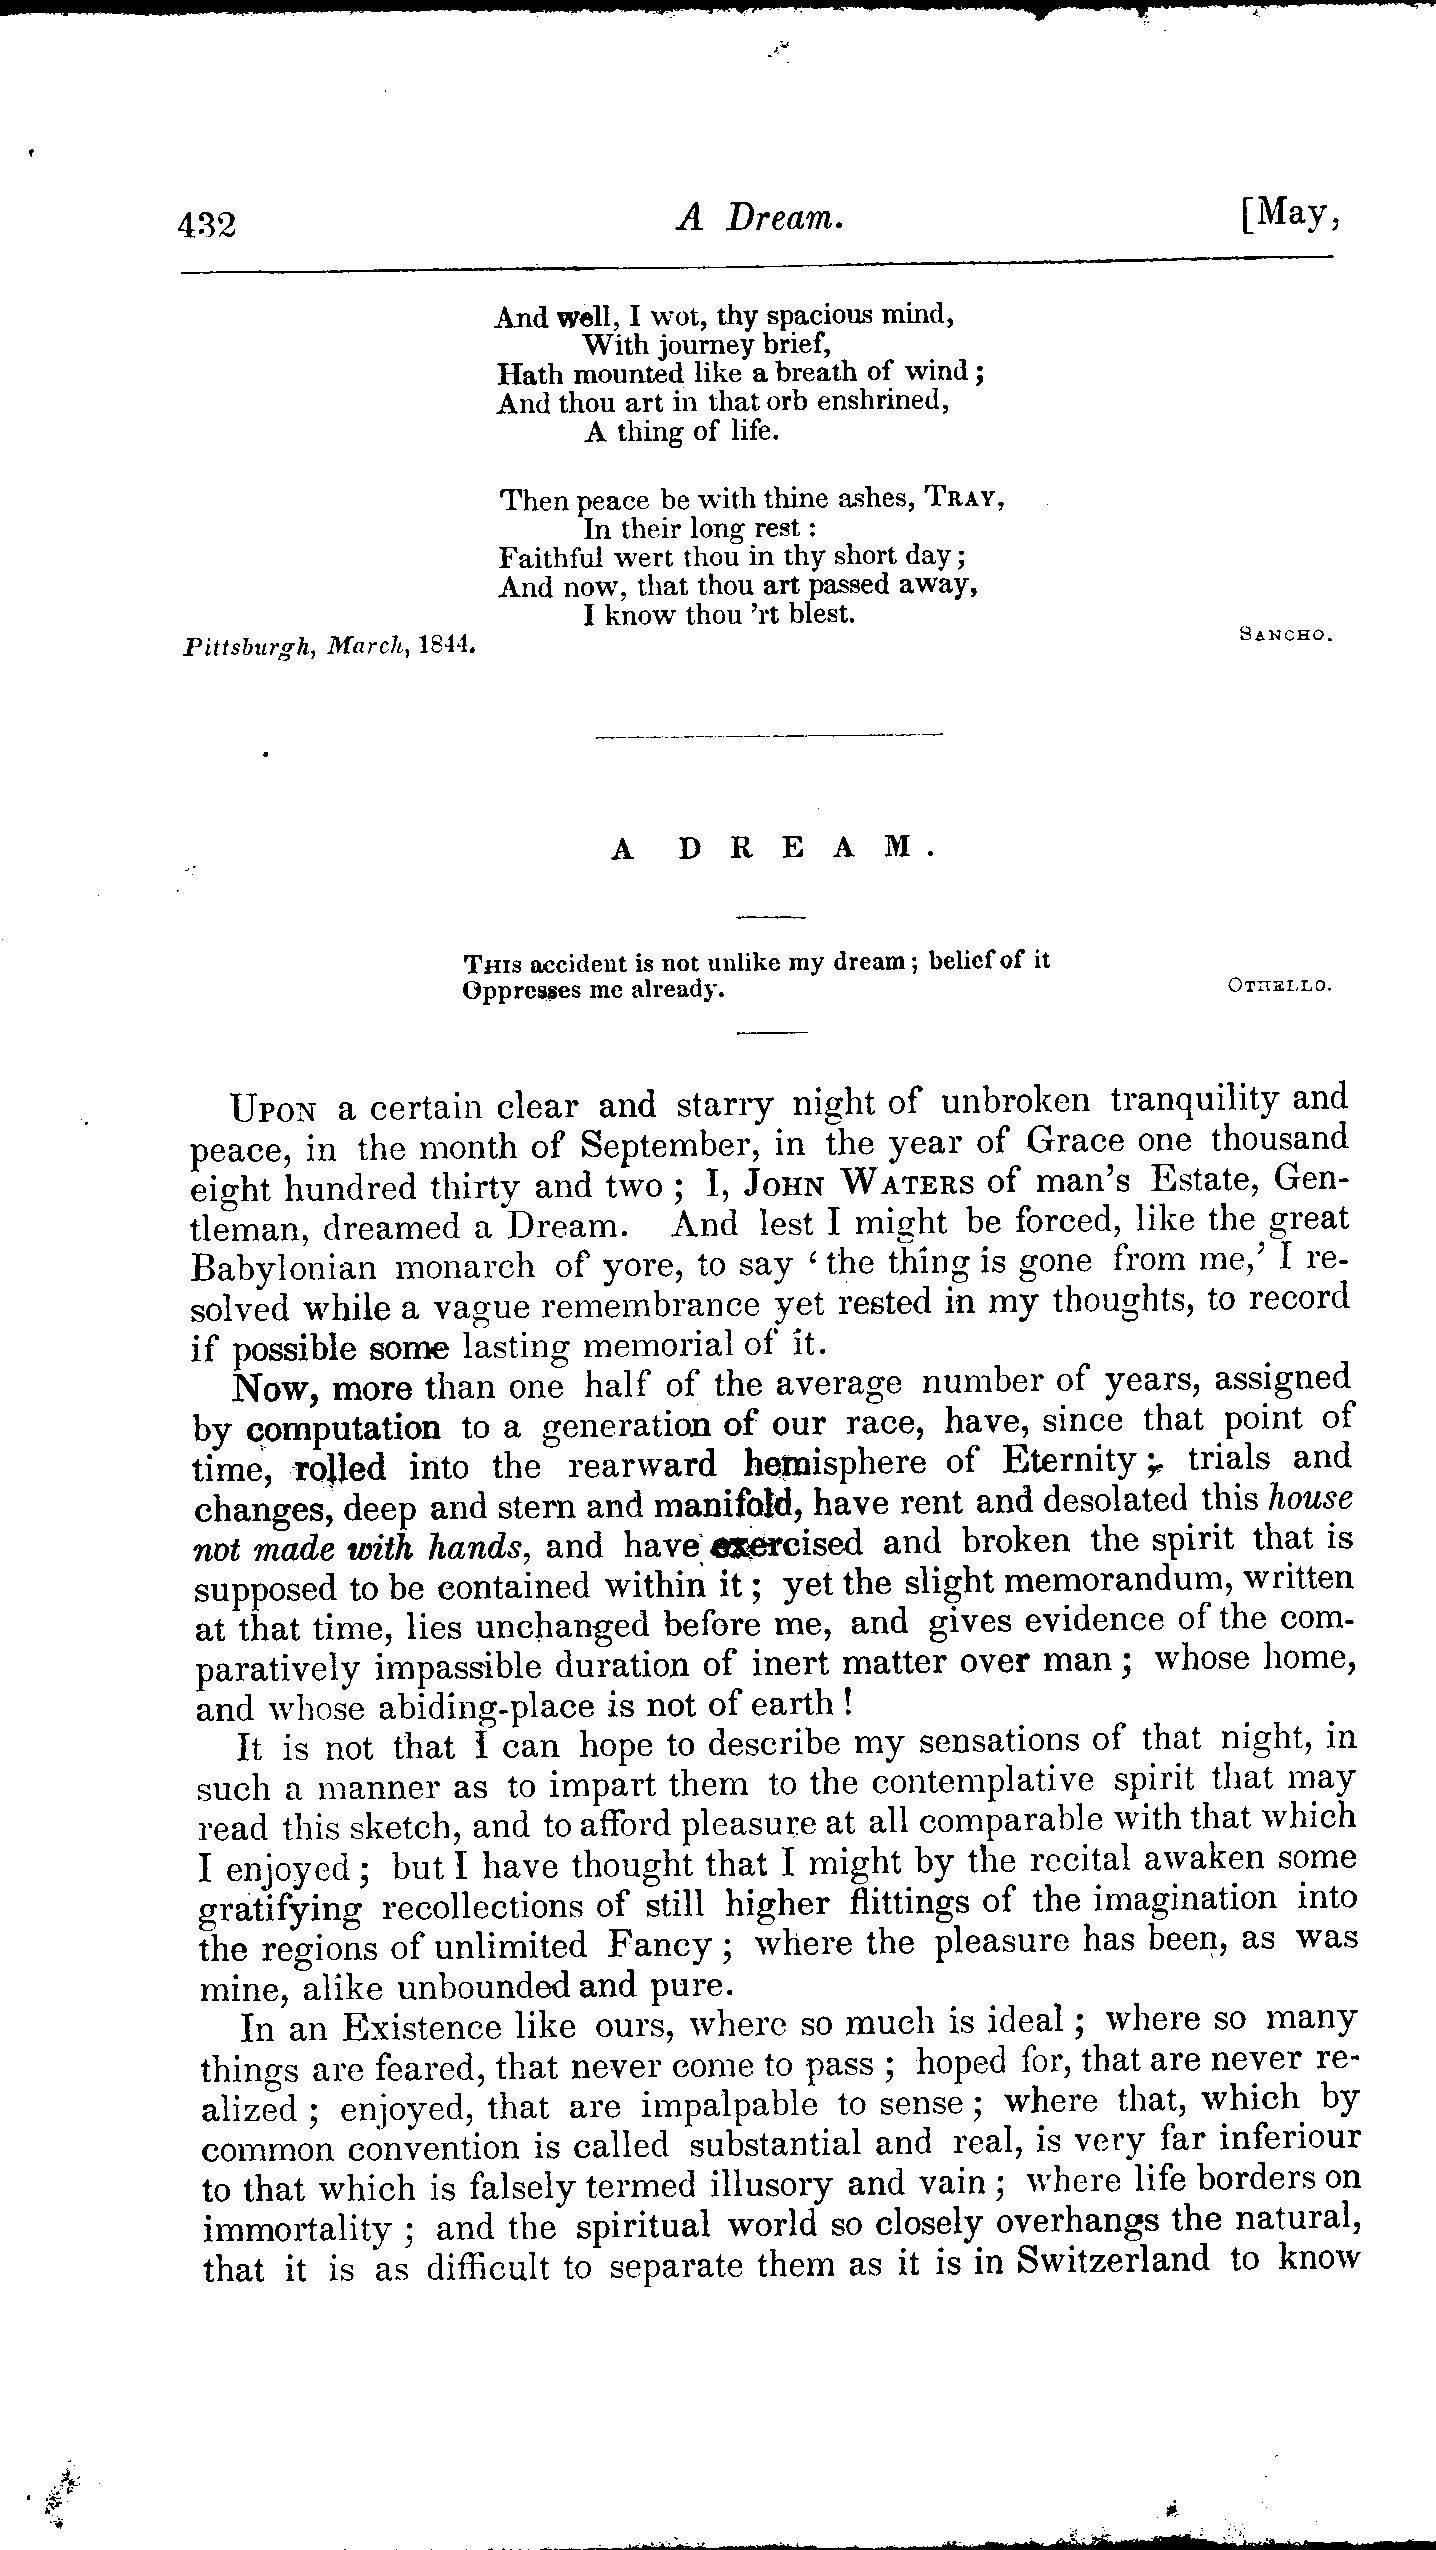 432 A Dream. [May,
And well, I wot, thy spacious mind,
With journey brief,
Hath mounted like a breath of wind;
And thou art in that orb enshrined,
A thing of life.
Then peace be with thine ashes, TRAY,
In their long rest:
Faithful wert thou in thy short day;
And now, that thou art passed away,
I know thou 'rt blest.
Pittsburgh, March, 1844. SANCHO.
A DREAM.
THIS accident is not unlike my dream; belief of it
Oppresses me already. OTHELLO.
UPON a certain clear and starry night of unbroken tranquility and
peace, in the month of September, in the year of Grace one thousand
eight hundred thirty and two; I, JOHN WATERS of man's Estate, Gen-
tleman, dreamed a Dream. And lest I might be forced, like the great
Babylonian monarch of yore, to say 'the thing is gone from me,' I re-
solved while a vague remembrance yet rested in my thoughts, to record
if possible some lasting memorial of it.
Now, more than one half of the average number of years, assigned
by computation to a generation of our race, have, since that point of
time, rolled into the rearward hemisphere of Eternity; trials and
changes, deep and stern and manifold, have rent and desolated this house
not made with hands, and have exercised and broken the spirit that is
supposed to be contained within it; yet the slight memorandum, written
at that time, lies unchanged before me, and gives evidence of the com-
paratively impassible duration of inert matter over man; whose home,
and whose abiding-place is not of earth!
It is not that I can hope to describe my sensations of that night, in
such a manner as to impart them to the contemplative spirit that may
read this sketch, and to afford pleasure at all comparable with that which
I enjoyed; but I have thought that I might by the recital awaken some
gratifying recollections of still higher flittings of the imagination into
the regions of unlimited Fancy; where the pleasure has been, as was
mine, alike unbounded and pure.
In an Existence like ours, where so much is ideal; where so many
things are feared, that never come to pass; hoped for, that are never re-
alized; enjoyed, that are impalpable to sense; where that, which by
common convention is called substantial and real, is very far inferiour
to that which is falsely termed illusory and vain; where life borders on
immortality; and the spiritual world so closely overhangs the natural,
that it is as difficult to separate them as it is in Switzerland to know